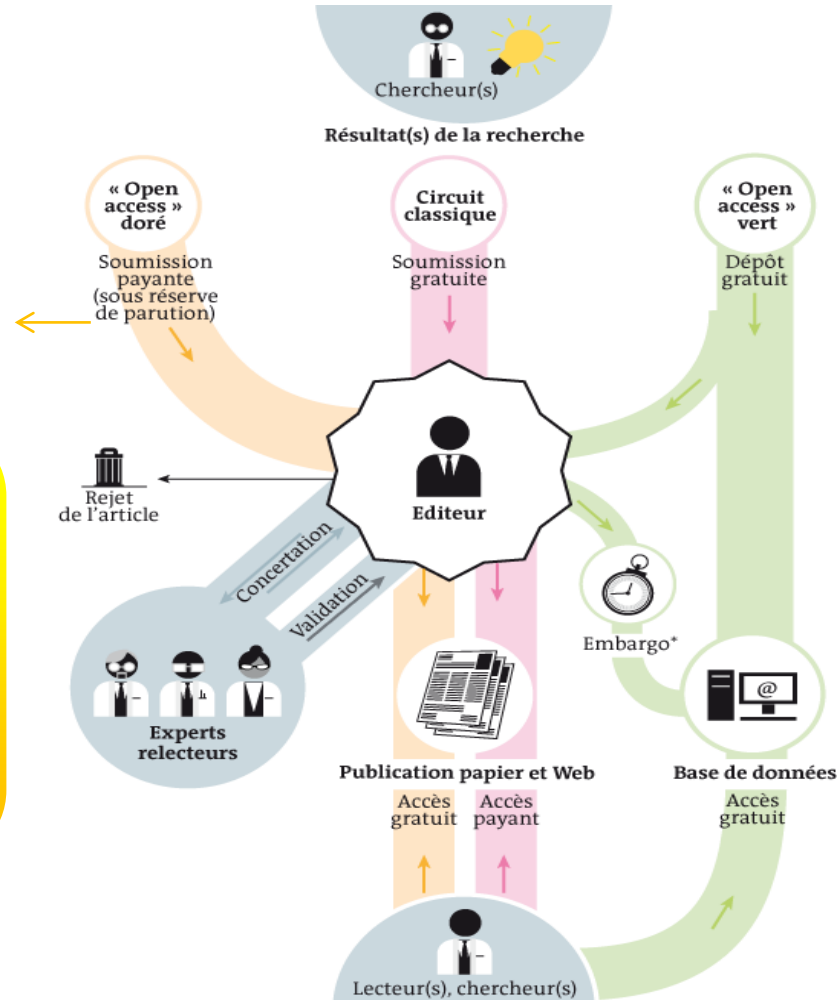 Chercheur(s)
Résultat(s) de la recherche
« Open
access »
doré
Circuit
classique
« Open
access »
vert
Soumission
payante
(sous réserve
de parution)
Soumission
gratuite
Dépôt
gratuit
Editeur
Rejet
de l'article
Concertation
Validation
Embargo*
@
Experts
relecteurs
Publication papier et Web
Base de données
Accès
gratuit
Accès
payant
Accès
gratuit
Lecteur(s), chercheur(s)